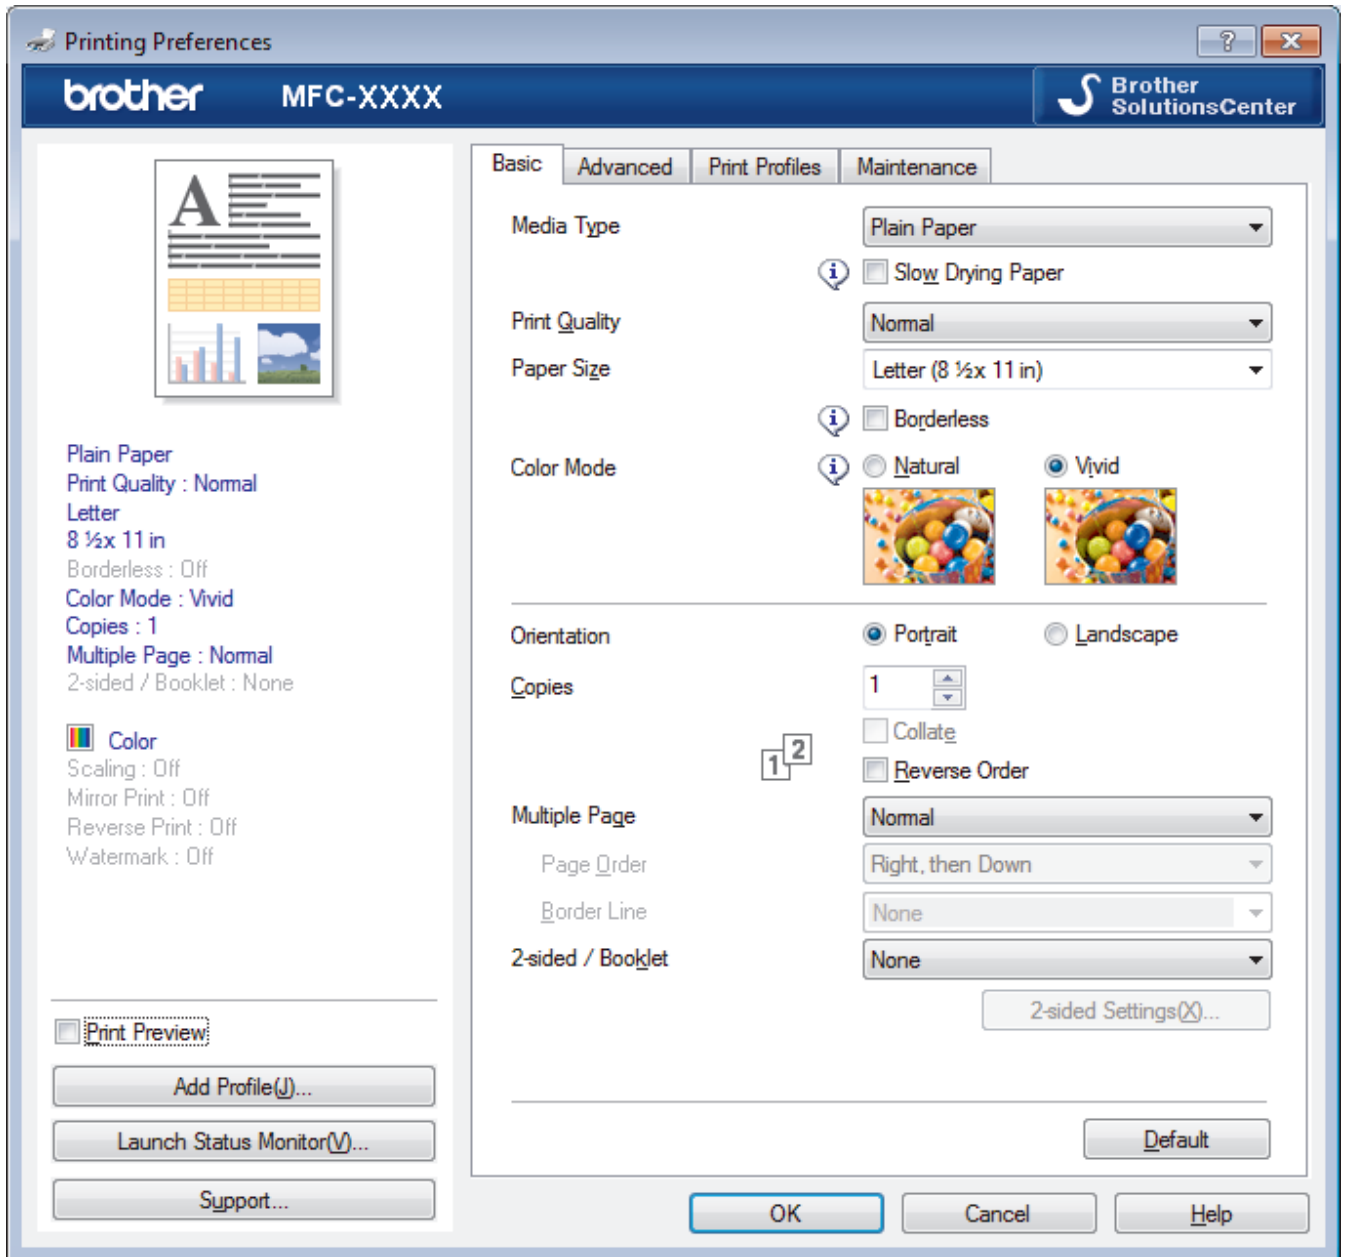 Printing Preferences
?
brother MFC-XXXX
Brother
SolutionsCenter
A
Plain Paper
Print Quality : Normal
Letter
8 ½x 11 in
Borderless : Off
Color Mode : Vivid
Copies : 1
Multiple Page : Normal
2-sided / Booklet : None
Color
Scaling : Off
Mirror Print : Off
Reverse Print : Off
Watermark : Off
Print Preview
Add Profile(J)...
Launch Status Monitor(V)...
Support...
Basic Advanced Print Profiles Maintenance
Media Type Plain Paper
i Slow Drying Paper
Print Quality Normal
Paper Size Letter (8 ½x 11 in)
i Borderless
Color Mode i Natural Vivid
Orientation Portrait Landscape
Copies 1
Collate
1 2 Reverse Order
Multiple Page Normal
Page Order Right, then Down
Border Line None
2-sided / Booklet None
2-sided Settings(X)...
Default
OK Cancel Help